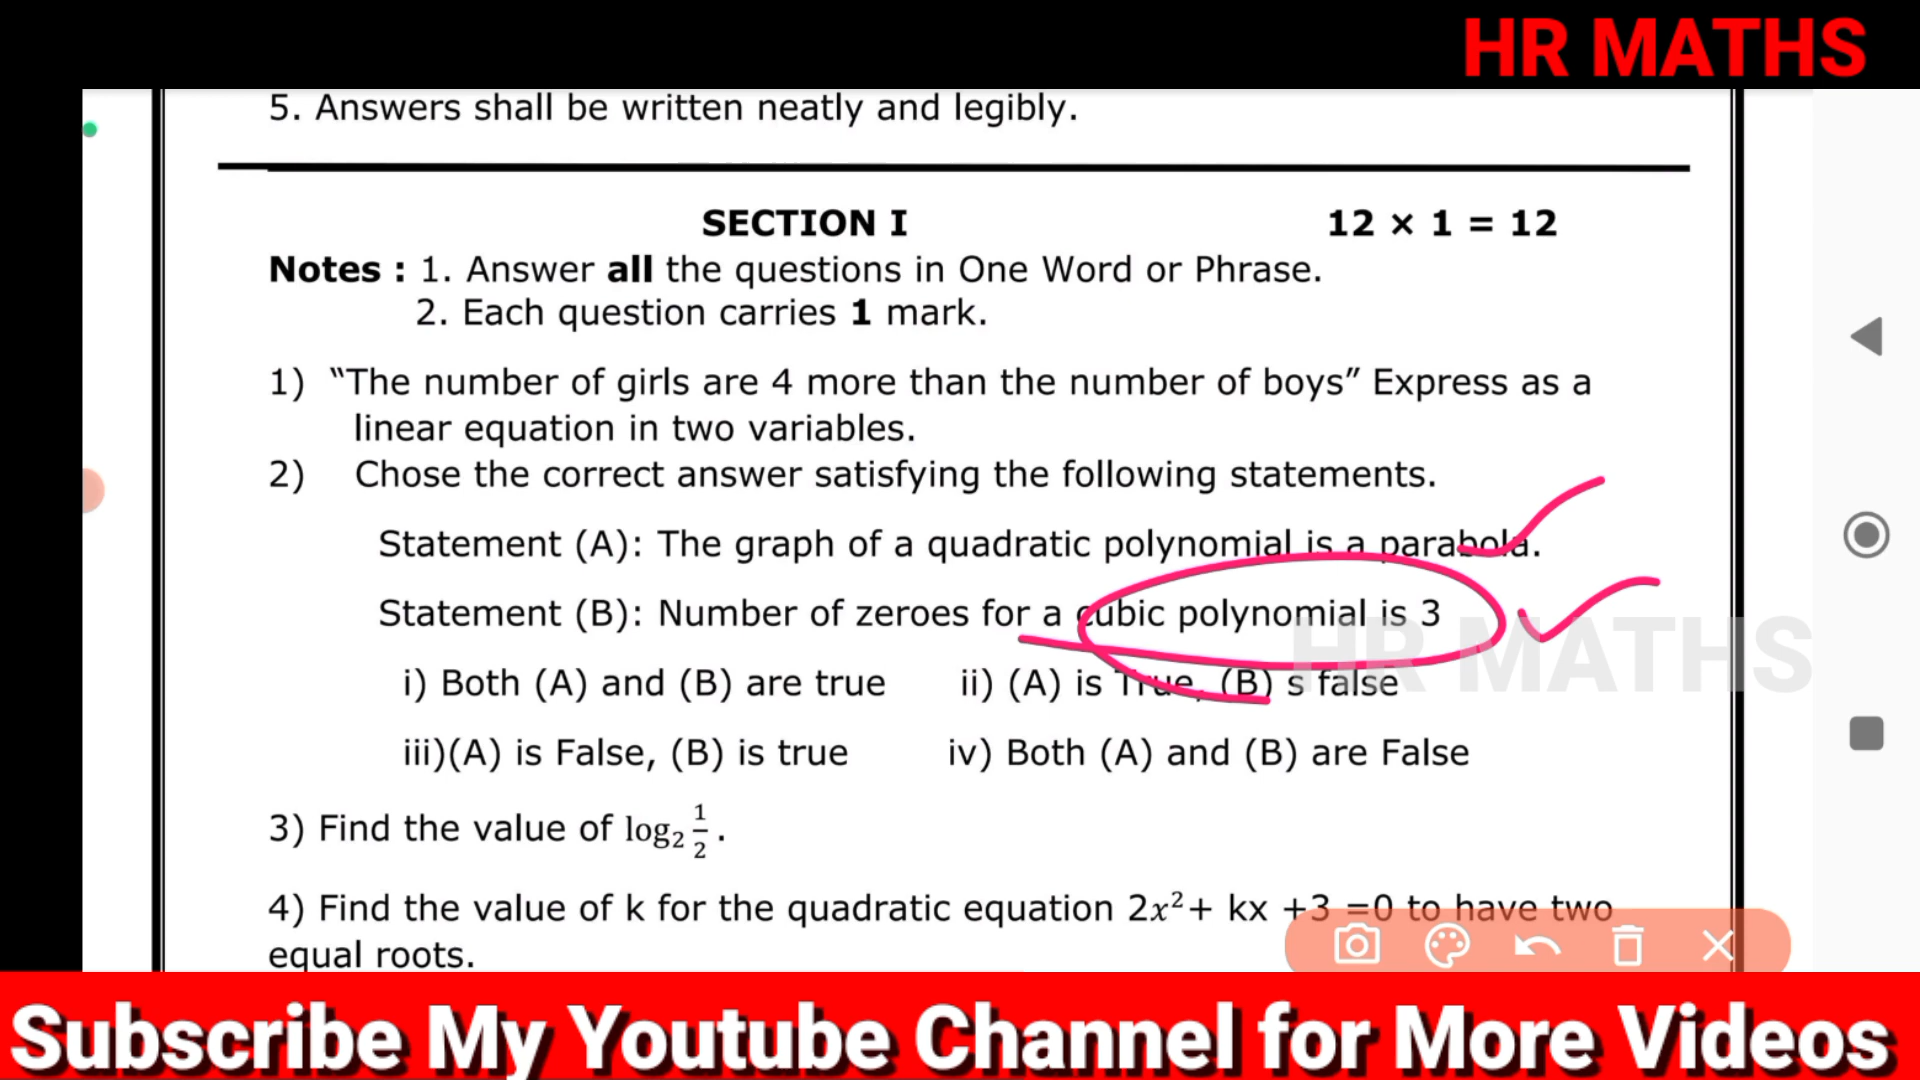 HR MATHS
5. Answers shall be written neatly and legibly.
SECTION I 12 × 1 = 12
Notes : 1. Answer all the questions in One Word or Phrase.
2. Each question carries 1 mark.
1) “The number of girls are 4 more than the number of boys” Express as a
linear equation in two variables.
2) Chose the correct answer satisfying the following statements.
Statement (A): The graph of a quadratic polynomial is a parabola.
Statement (B): Number of zeroes for a cubic polynomial is 3
HR MATHS
i) Both (A) and (B) are true ii) (A) is True, (B) s false
iii)(A) is False, (B) is true iv) Both (A) and (B) are False
3) Find the value of log₂ 1/2 .
4) Find the value of k for the quadratic equation 2x²+ kx +3 =0 to have two
equal roots.
Subscribe My Youtube Channel for More Videos